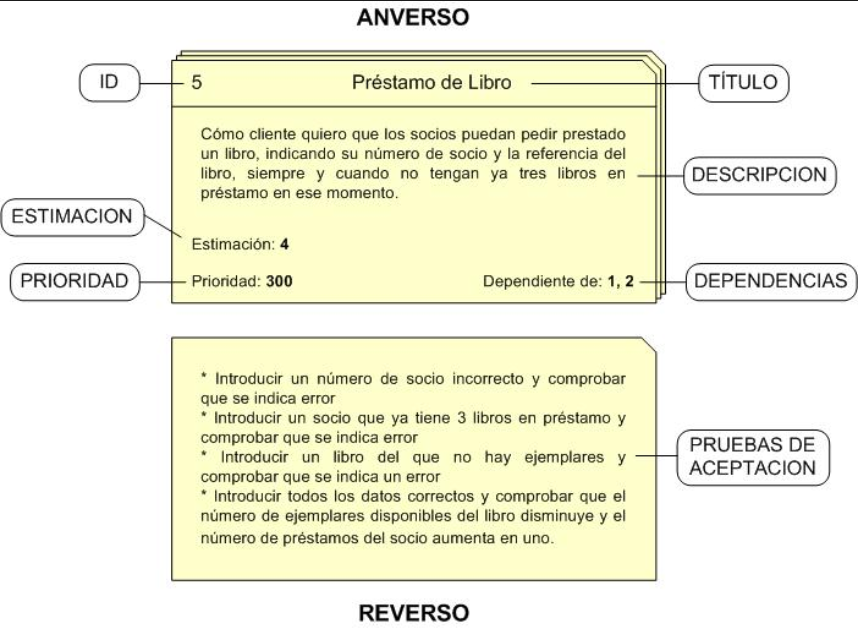 ANVERSO
ID
5
Préstamo de Libro
TÍTULO
Cómo cliente quiero que los socios puedan pedir prestado
un libro, indicando su número de socio y la referencia del
libro, siempre y cuando no tengan ya tres libros en
préstamo en ese momento.
DESCRIPCION
ESTIMACION
Estimación: 4
PRIORIDAD
Prioridad: 300
Dependiente de: 1, 2
DEPENDENCIAS
* Introducir un número de socio incorrecto y comprobar
que se indica error
* Introducir un socio que ya tiene 3 libros en préstamo y
comprobar que se indica error
* Introducir un libro del que no hay ejemplares y
comprobar que se indica un error
* Introducir todos los datos correctos y comprobar que el
número de ejemplares disponibles del libro disminuye y el
número de préstamos del socio aumenta en uno.
PRUEBAS DE
ACEPTACION
REVERSO